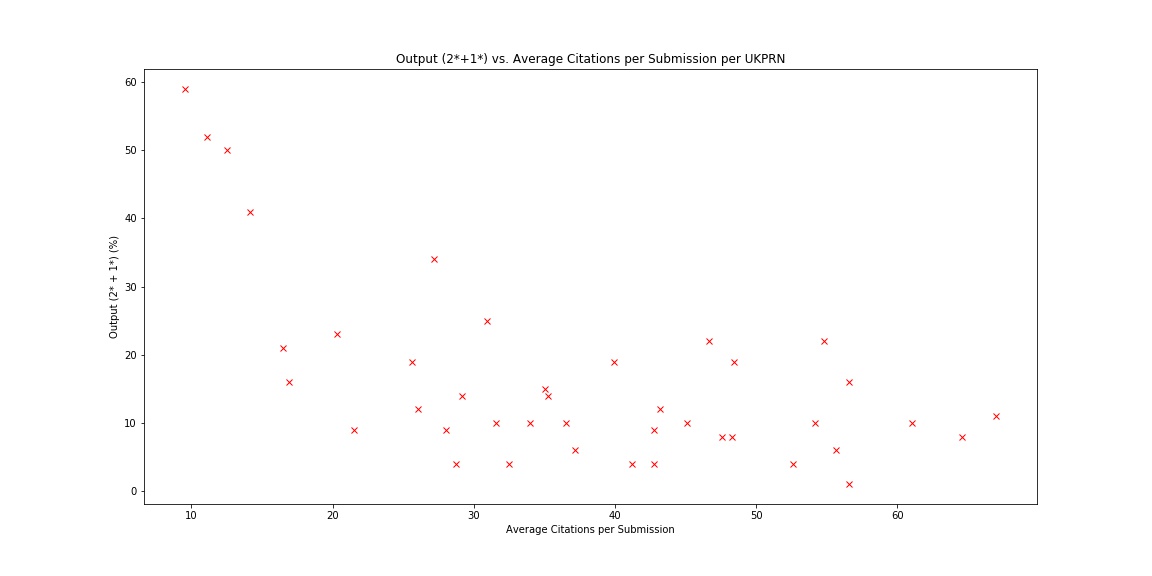 Output (2*+1*) vs. Average Citations per Submission per UKPRN
60
50
40
30
20
10
0
Output (2* + 1*) (%)
10 20 30 40 50 60
Average Citations per Submission